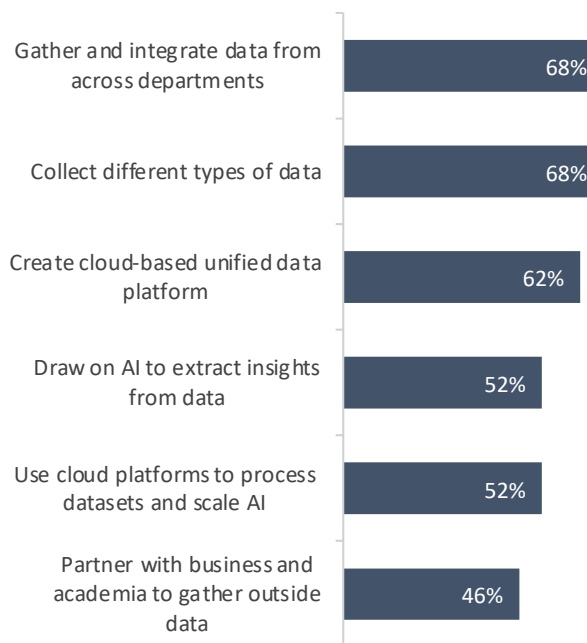 Gather and integrate data from
across departments
68%
Collect different types of data
68%
Create cloud-based unified data
platform
62%
Draw on AI to extract insights
from data
52%
Use cloud platforms to process
datasets and scale AI
52%
Partner with business and
academia to gather outside
data
46%